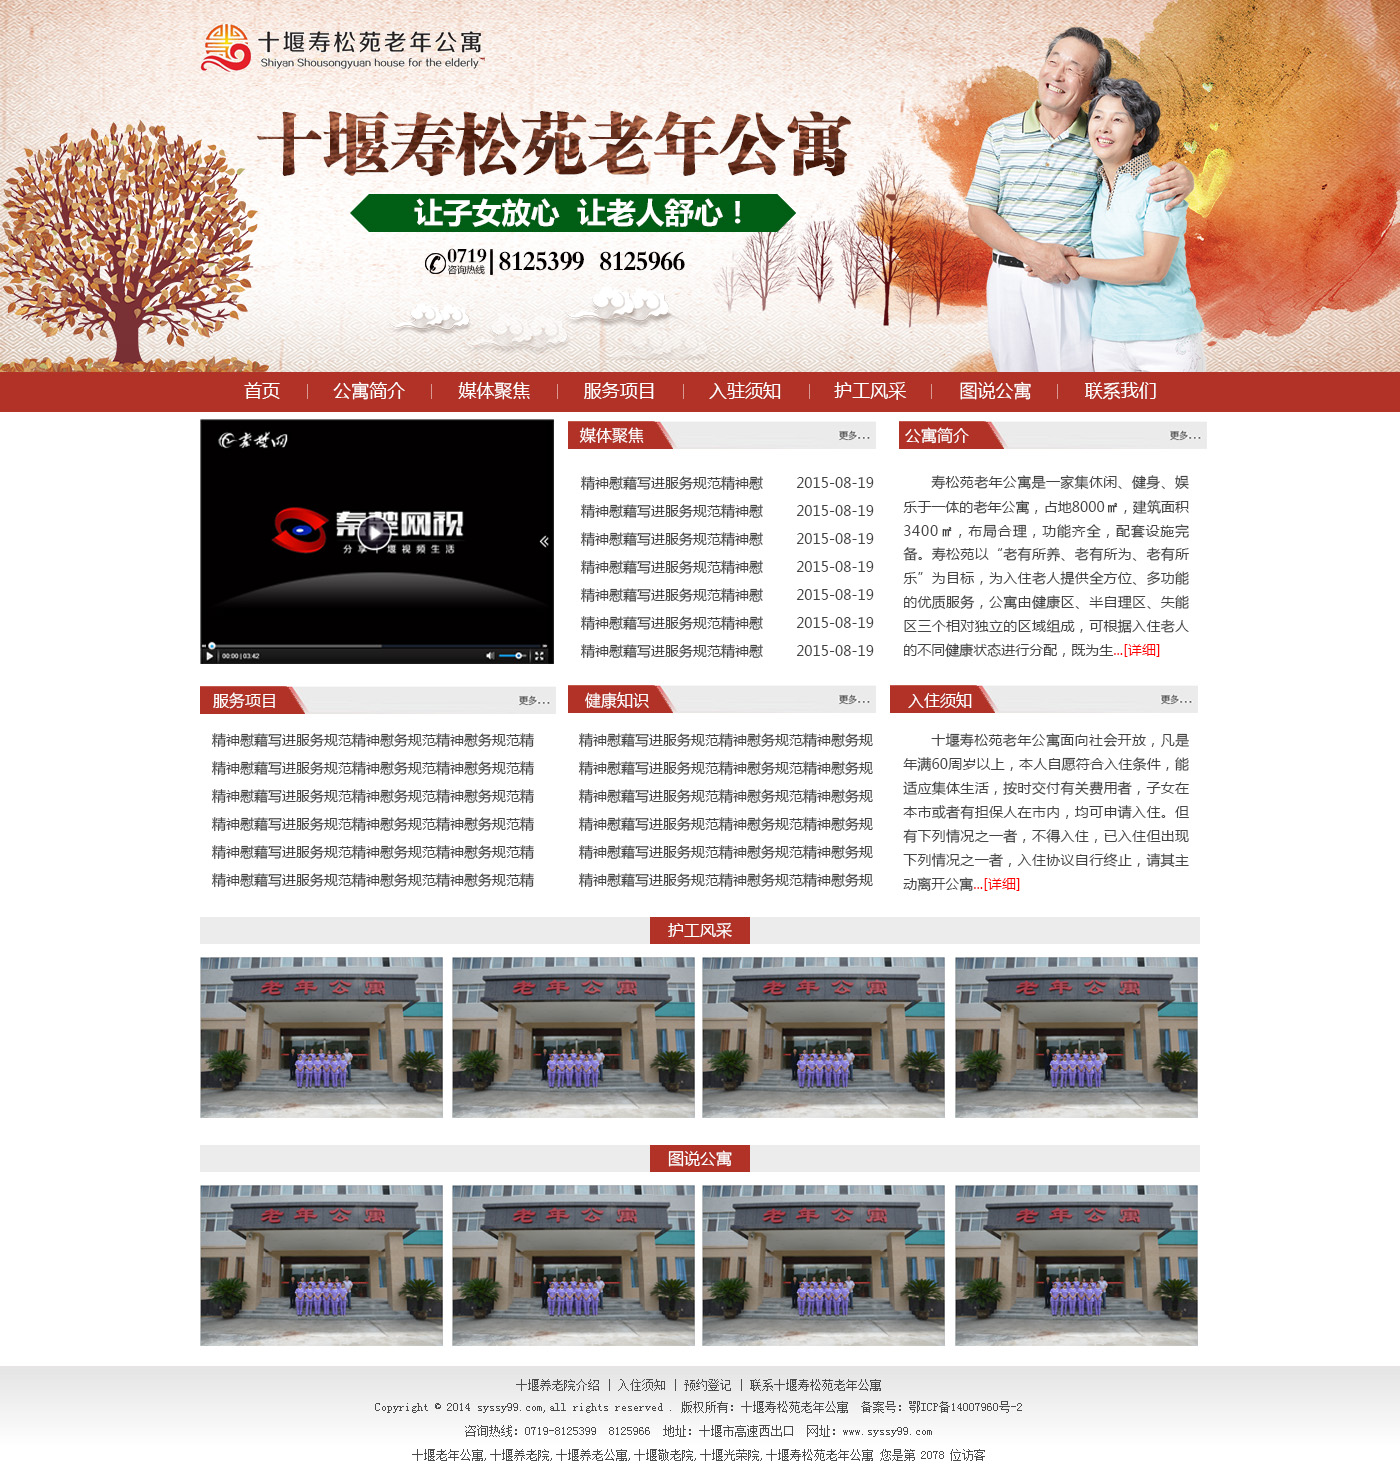 十堰寿松苑老年公寓
Shiyan Shousongyuan house for the elderly
十堰寿松苑老年公寓
让子女放心 让老人舒心！
0719 咨询热线 8125399 8125966
首页 公寓简介 媒体聚焦 服务项目 入驻须知 护工风采 图说公寓 联系我们
秦楚网
秦楚网视
分享十堰视频生活
00:00 | 03:42
媒体聚焦 更多...
精神慰藉写进服务规范精神慰 2015-08-19
精神慰藉写进服务规范精神慰 2015-08-19
精神慰藉写进服务规范精神慰 2015-08-19
精神慰藉写进服务规范精神慰 2015-08-19
精神慰藉写进服务规范精神慰 2015-08-19
精神慰藉写进服务规范精神慰 2015-08-19
精神慰藉写进服务规范精神慰 2015-08-19
公寓简介 更多...
寿松苑老年公寓是一家集休闲、健身、娱
乐于一体的老年公寓，占地8000㎡，建筑面积
3400㎡，布局合理，功能齐全，配套设施完
备。寿松苑以“老有所养、老有所为、老有所
乐”为目标，为入住老人提供全方位、多功能
的优质服务，公寓由健康区、半自理区、失能
区三个相对独立的区域组成，可根据入住老人
的不同健康状态进行分配，既为生...[详细]
服务项目 更多...
精神慰藉写进服务规范精神慰务规范精神慰务规范精
精神慰藉写进服务规范精神慰务规范精神慰务规范精
精神慰藉写进服务规范精神慰务规范精神慰务规范精
精神慰藉写进服务规范精神慰务规范精神慰务规范精
精神慰藉写进服务规范精神慰务规范精神慰务规范精
精神慰藉写进服务规范精神慰务规范精神慰务规范精
健康知识 更多...
精神慰藉写进服务规范精神慰务规范精神慰务规
精神慰藉写进服务规范精神慰务规范精神慰务规
精神慰藉写进服务规范精神慰务规范精神慰务规
精神慰藉写进服务规范精神慰务规范精神慰务规
精神慰藉写进服务规范精神慰务规范精神慰务规
精神慰藉写进服务规范精神慰务规范精神慰务规
入住须知 更多...
十堰寿松苑老年公寓面向社会开放，凡是
年满60周岁以上，本人自愿符合入住条件，能
适应集体生活，按时交付有关费用者，子女在
本市或者有担保人在市内，均可申请入住。但
有下列情况之一者，不得入住，已入住但出现
下列情况之一者，入住协议自行终止，请其主
动离开公寓...[详细]
护工风采
老年公寓 老年公寓 老年公寓 老年公寓
图说公寓
老年公寓 老年公寓 老年公寓 老年公寓
十堰养老院介绍 | 入住须知 | 预约登记 | 联系十堰寿松苑老年公寓
Copyright © 2014 syssy99.com,all rights reserved . 版权所有：十堰寿松苑老年公寓 备案号：鄂ICP备14007960号-2
咨询热线：0719-8125399 8125966 地址：十堰市高速西出口 网址：www.syssy99.com
十堰老年公寓,十堰养老院,十堰养老公寓,十堰敬老院,十堰光荣院,十堰寿松苑老年公寓 您是第 2078 位访客